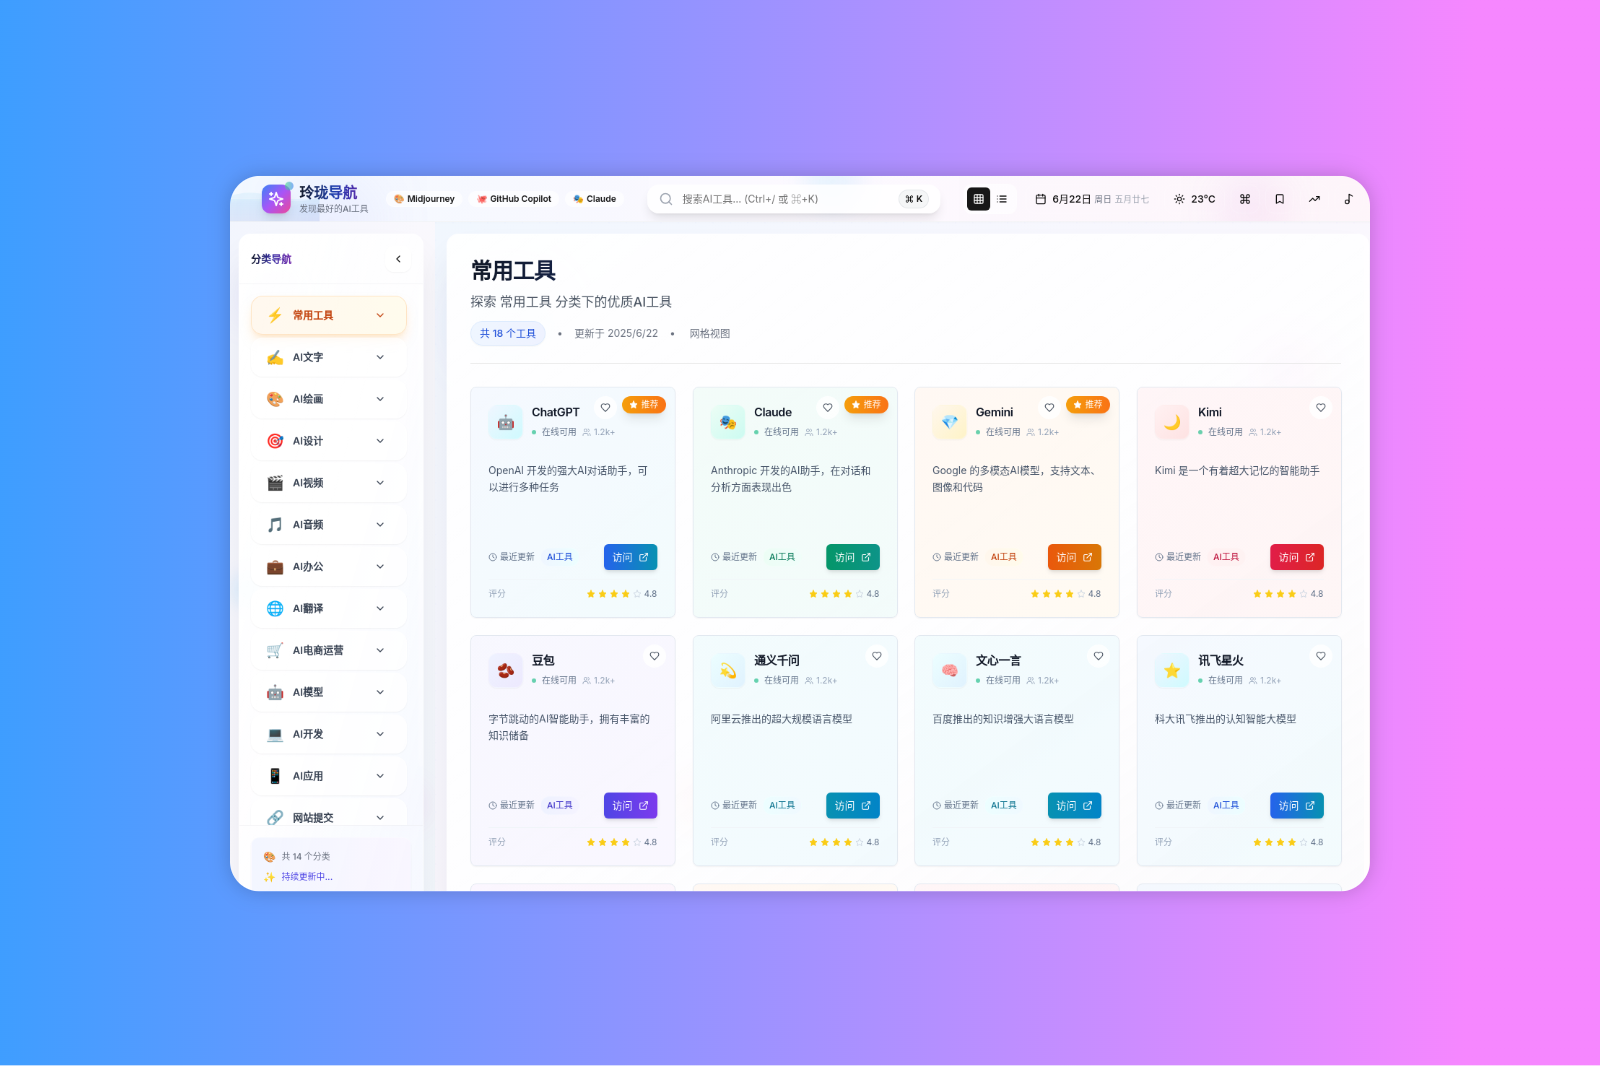 玲珑导航
发现最好的AI工具
Midjourney
GitHub Copilot
Claude
搜索AI工具... (Ctrl+/ 或 ⌘+K)
⌘ K
6月22日 周日 五月廿七
23°C
分类导航
常用工具
AI文字
AI绘画
AI设计
AI视频
AI音频
AI办公
AI翻译
AI电商运营
AI模型
AI开发
AI应用
网站提交
共 14 个分类
持续更新中...
常用工具
探索 常用工具 分类下的优质AI工具
共 18 个工具 • 更新于 2025/6/22 • 网格视图
ChatGPT
推荐
在线可用 1.2k+
OpenAI 开发的强大AI对话助手，可
以进行多种任务
最近更新 AI工具 访问
评分 4.8
Claude
推荐
在线可用 1.2k+
Anthropic 开发的AI助手，在对话和
分析方面表现出色
最近更新 AI工具 访问
评分 4.8
Gemini
推荐
在线可用 1.2k+
Google 的多模态AI模型，支持文本、
图像和代码
最近更新 AI工具 访问
评分 4.8
Kimi
在线可用 1.2k+
Kimi 是一个有着超大记忆的智能助手
最近更新 AI工具 访问
评分 4.8
豆包
在线可用 1.2k+
字节跳动的AI智能助手，拥有丰富的
知识储备
最近更新 AI工具 访问
评分 4.8
通义千问
在线可用 1.2k+
阿里云推出的超大规模语言模型
最近更新 AI工具 访问
评分 4.8
文心一言
在线可用 1.2k+
百度推出的知识增强大语言模型
最近更新 AI工具 访问
评分 4.8
讯飞星火
在线可用 1.2k+
科大讯飞推出的认知智能大模型
最近更新 AI工具 访问
评分 4.8